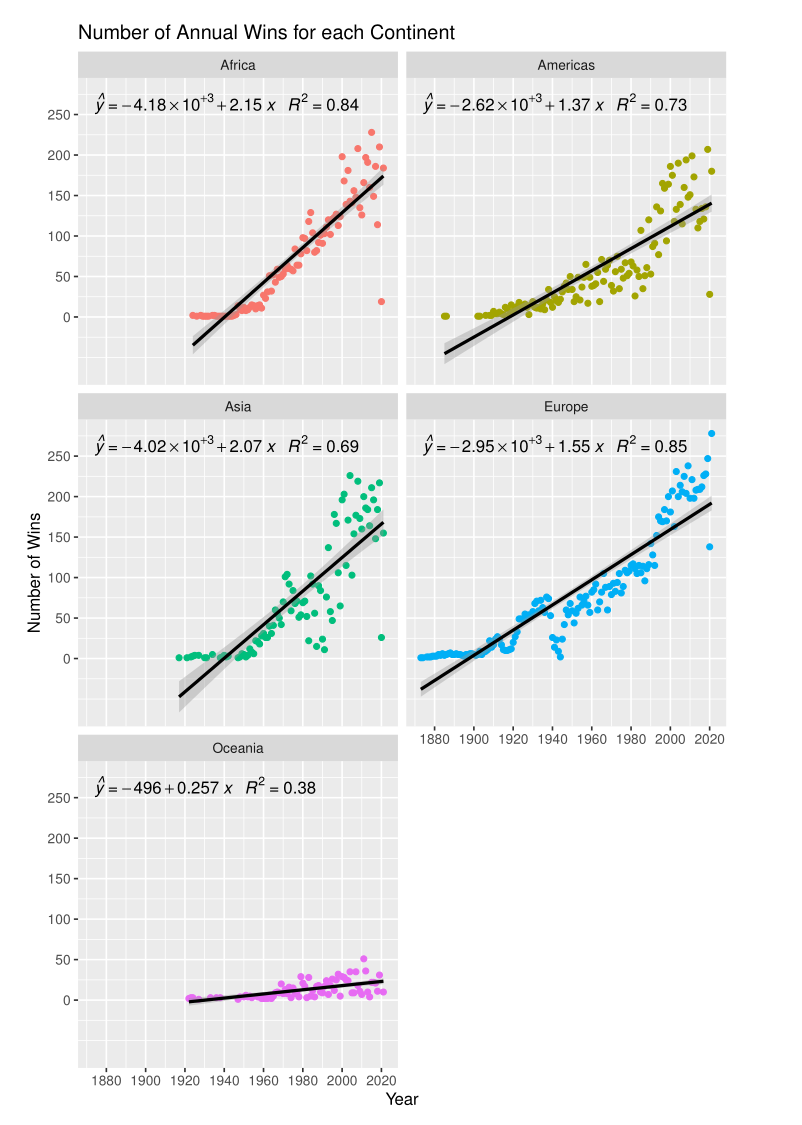 Number of Annual Wins for each Continent
Africa
Americas
ŷ = −4.18×10⁺³ + 2.15 x R² = 0.84
ŷ = −2.62×10⁺³ + 1.37 x R² = 0.73
250
200
150
100
50
0
Asia
Europe
ŷ = −4.02×10⁺³ + 2.07 x R² = 0.69
ŷ = −2.95×10⁺³ + 1.55 x R² = 0.85
250
200
150
100
50
0
Number of Wins
1880 1900 1920 1940 1960 1980 2000 2020
Oceania
ŷ = −496 + 0.257 x R² = 0.38
250
200
150
100
50
0
1880 1900 1920 1940 1960 1980 2000 2020
Year